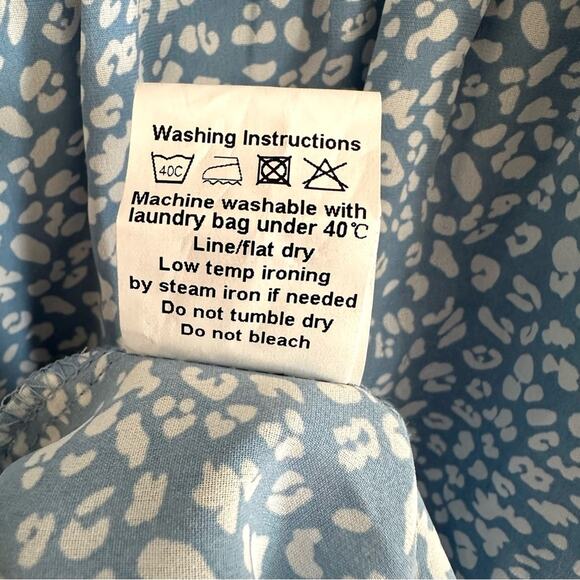 Washing Instructions
40C
Machine washable with
laundry bag under 40℃
Line/flat dry
Low temp ironing
by steam iron if needed
Do not tumble dry
Do not bleach